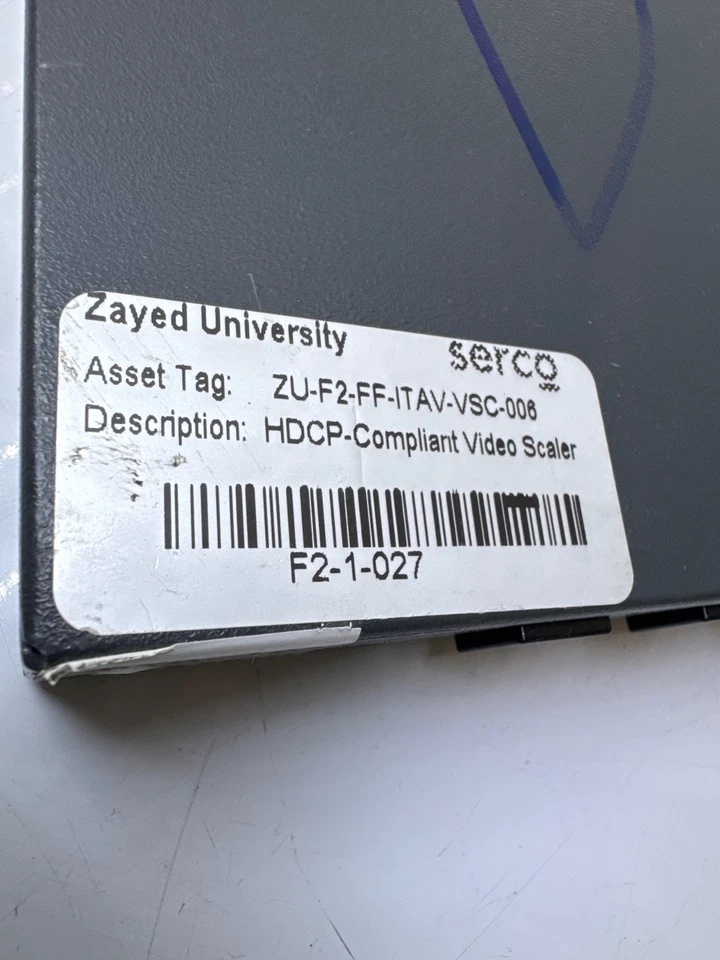 Zayed University
serco
Asset Tag: ZU-F2-FF-ITAV-VSC-006
Description: HDCP-Compliant Video Scaler
F2-1-027